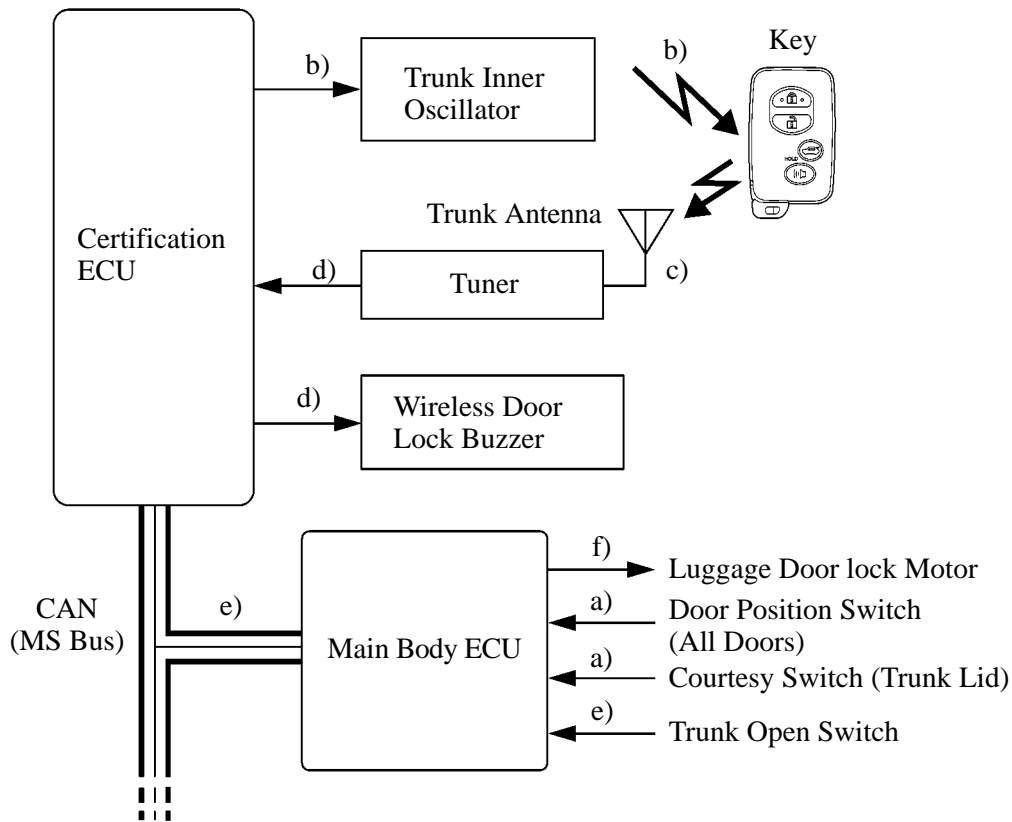 Key
b)
b)
Trunk Inner
Oscillator
HOLD
Trunk Antenna
Certification
ECU
d)
Tuner
c)
d)
Wireless Door
Lock Buzzer
f)
Luggage Door lock Motor
CAN
(MS Bus)
e)
Main Body ECU
a)
Door Position Switch
(All Doors)
a)
Courtesy Switch (Trunk Lid)
e)
Trunk Open Switch